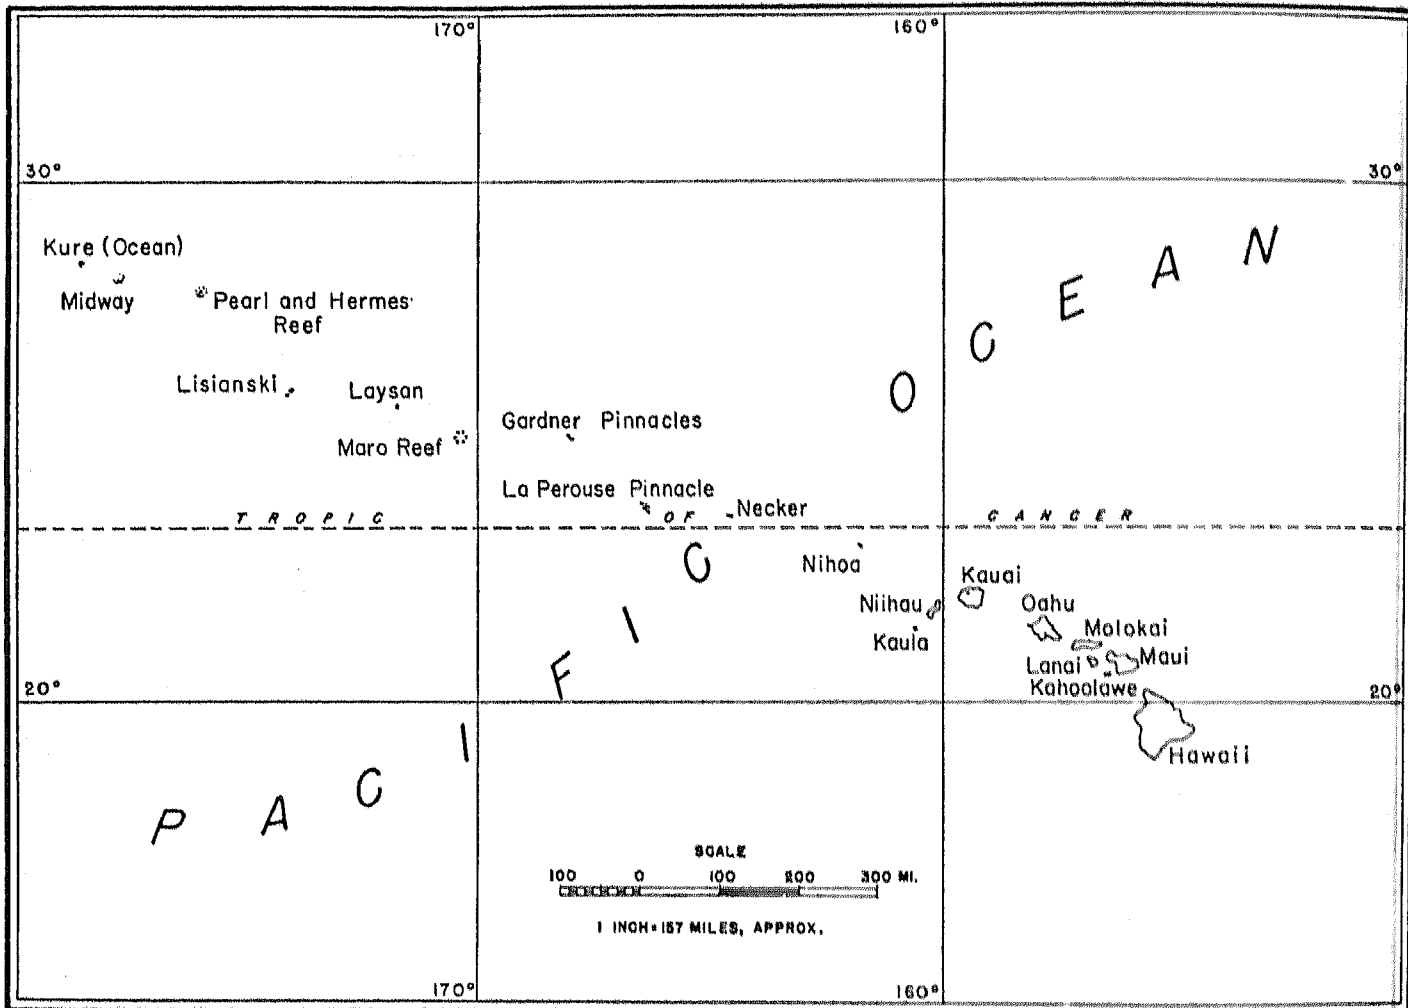 170°
160°
30°
30°
Kure (Ocean)
Midway
Pearl and Hermes
Reef
Lisianski
Laysan
Maro Reef
Gardner Pinnacles
La Perouse Pinnacle
Necker
TROPIC OF CANCER
Nihoa
Kauai
Niihau
Oahu
Kaula
Molokai
Lanai
Maui
Kahoolawe
20°
20°
Hawaii
PACIFIC OCEAN
SCALE
100 0 100 200 300 MI.
1 INCH=157 MILES, APPROX.
170°
160°